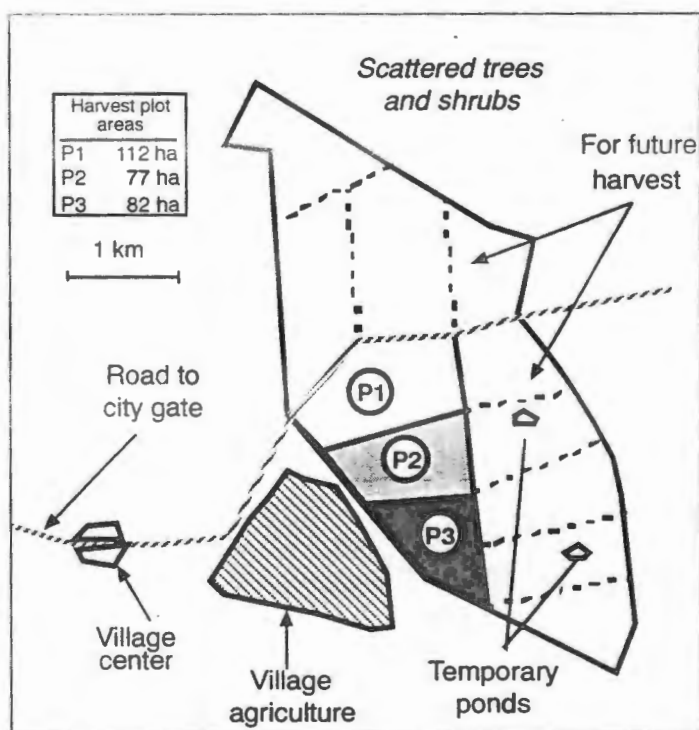 Scattered trees
and shrubs
Harvest plot
areas
P1 112 ha
P2 77 ha
P3 82 ha
For future
harvest
1 km
Road to
city gate
P1
P2
P3
Village
center
Village
agriculture
Temporary
ponds